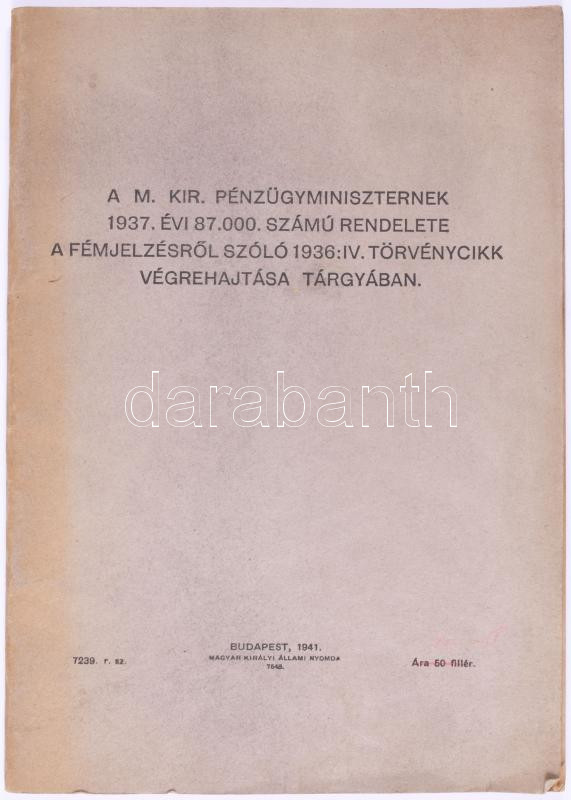 A M. KIR. PÉNZÜGYMINISZTERNEK
1937. ÉVI 87.000. SZÁMÚ RENDELETE
A FÉMJELZÉSRŐL SZÓLÓ 1936:IV. TÖRVÉNYCIKK
VÉGREHAJTÁSA TÁRGYÁBAN.
darabanth
BUDAPEST, 1941.
MAGYAR KIRÁLYI ÁLLAMI NYOMDA
7648.
7239. r. sz.
Ára 50 fillér.